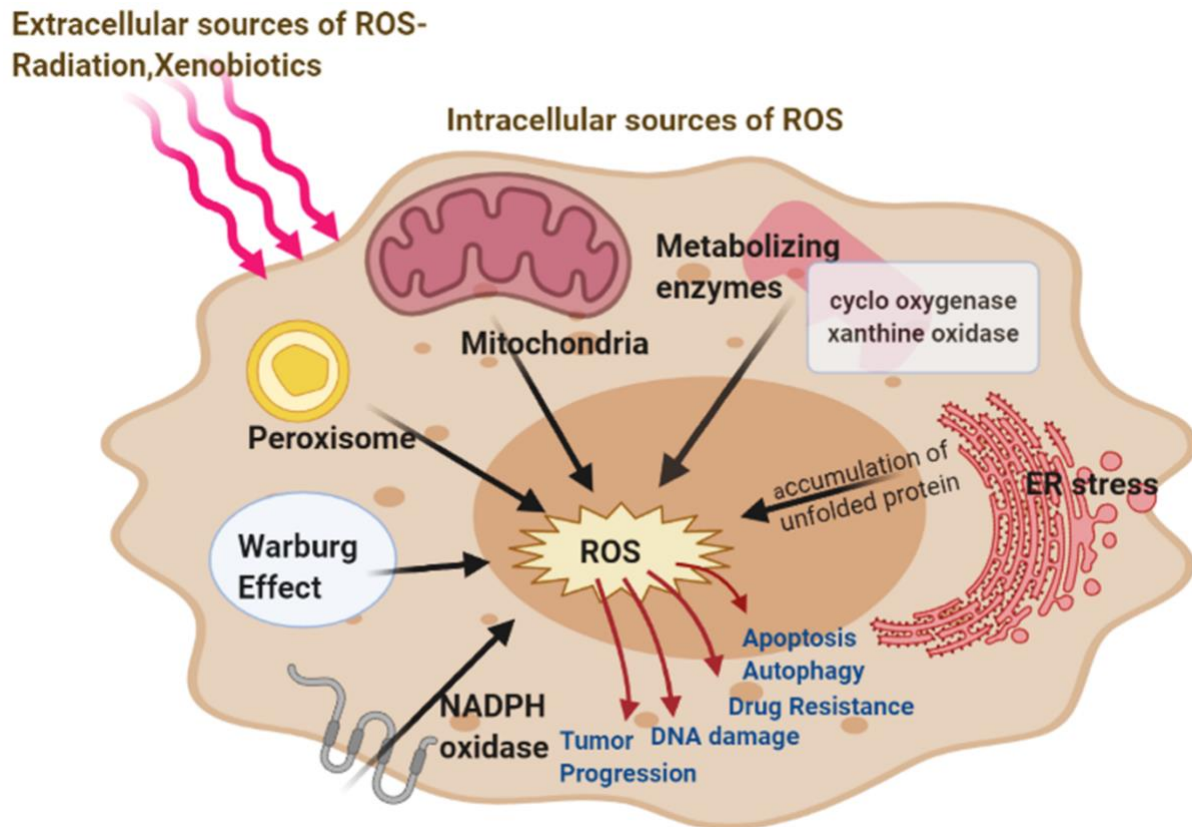 Extracellular sources of ROS-
Radiation,Xenobiotics
Intracellular sources of ROS
Metabolizing
enzymes
cyclo oxygenase
xanthine oxidase
Mitochondria
Peroxisome
accumulation of
unfolded protein
ER stress
Warburg
Effect
ROS
NADPH
oxidase
Apoptosis
Autophagy
Drug Resistance
DNA damage
Tumor
Progression